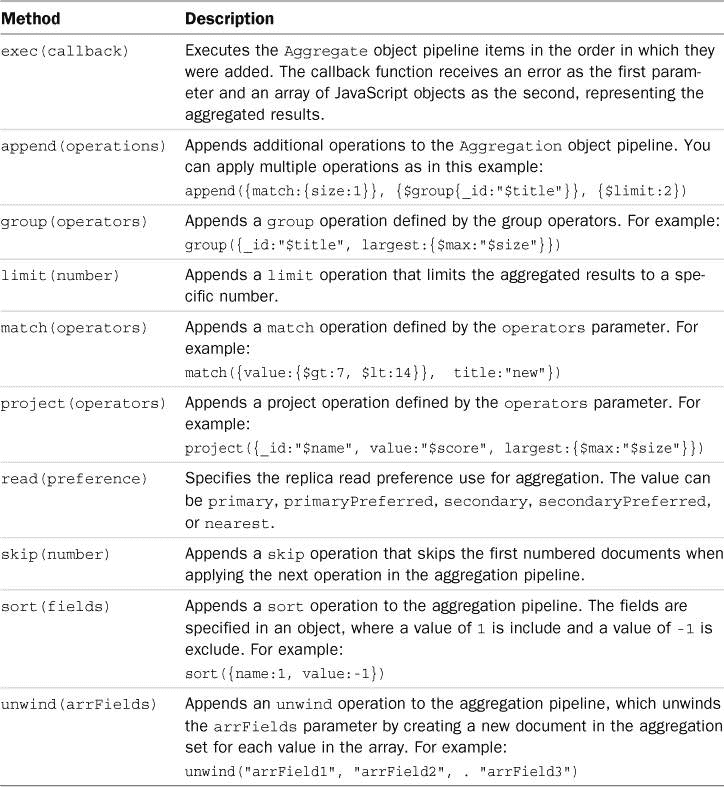 Method Description
exec(callback) Executes the Aggregate object pipeline items in the order in which they
were added. The callback function receives an error as the first param-
eter and an array of JavaScript objects as the second, representing the
aggregated results.
append(operations) Appends additional operations to the Aggregation object pipeline. You
can apply multiple operations as in this example:
append({match:{size:1}}, {$group{_id:"$title"}}, {$limit:2})
group(operators) Appends a group operation defined by the group operators. For example:
group({_id:"$title", largest:{$max:"$size"}})
limit(number) Appends a limit operation that limits the aggregated results to a spe-
cific number.
match(operators) Appends a match operation defined by the operators parameter. For
example:
match({value:{$gt:7, $lt:14}}, title:"new"})
project(operators) Appends a project operation defined by the operators parameter. For
example:
project({_id:"$name", value:"$score", largest:{$max:"$size"}})
read(preference) Specifies the replica read preference use for aggregation. The value can
be primary, primaryPreferred, secondary, secondaryPreferred,
or nearest.
skip(number) Appends a skip operation that skips the first numbered documents when
applying the next operation in the aggregation pipeline.
sort(fields) Appends a sort operation to the aggregation pipeline. The fields are
specified in an object, where a value of 1 is include and a value of -1 is
exclude. For example:
sort({name:1, value:-1})
unwind(arrFields) Appends an unwind operation to the aggregation pipeline, which unwinds
the arrFields parameter by creating a new document in the aggregation
set for each value in the array. For example:
unwind("arrField1", "arrField2", . "arrField3")